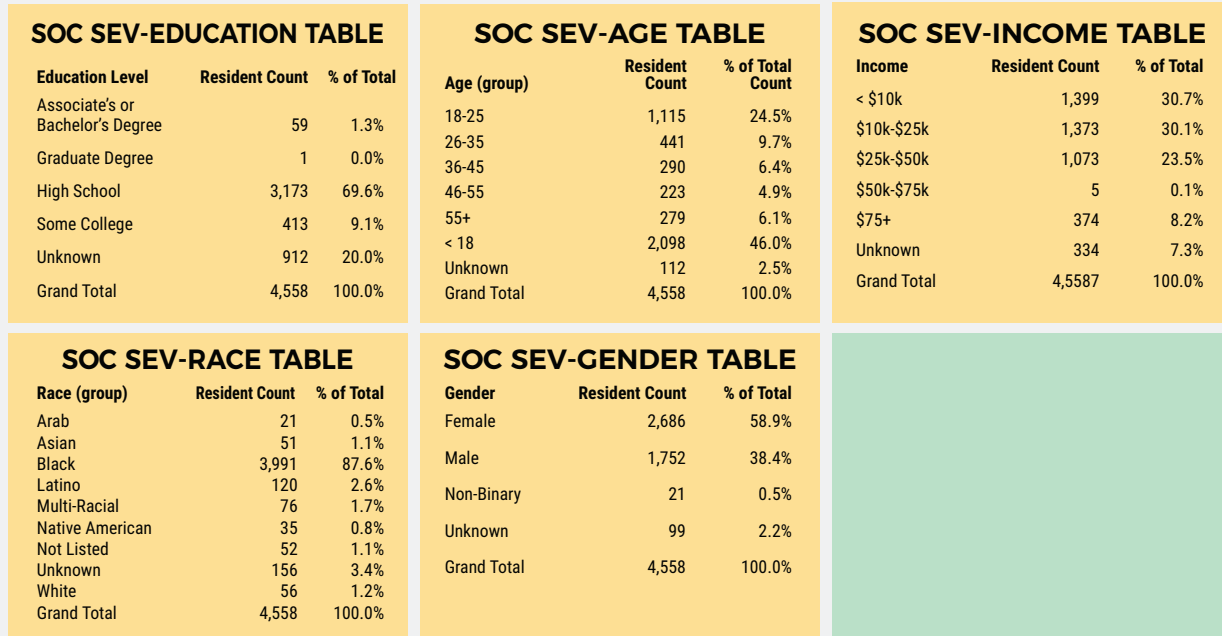 SOC SEV-EDUCATION TABLE
Education Level Resident Count % of Total
Associate's or
Bachelor's Degree 59 1.3%
Graduate Degree 1 0.0%
High School 3,173 69.6%
Some College 413 9.1%
Unknown 912 20.0%
Grand Total 4,558 100.0%
SOC SEV-AGE TABLE
Resident % of Total
Age (group) Count Count
18-25 1,115 24.5%
26-35 441 9.7%
36-45 290 6.4%
46-55 223 4.9%
55+ 279 6.1%
< 18 2,098 46.0%
Unknown 112 2.5%
Grand Total 4,558 100.0%
SOC SEV-INCOME TABLE
Income Resident Count % of Total
< $10k 1,399 30.7%
$10k-$25k 1,373 30.1%
$25k-$50k 1,073 23.5%
$50k-$75k 5 0.1%
$75+ 374 8.2%
Unknown 334 7.3%
Grand Total 4,5587 100.0%
SOC SEV-RACE TABLE
Race (group) Resident Count % of Total
Arab 21 0.5%
Asian 51 1.1%
Black 3,991 87.6%
Latino 120 2.6%
Multi-Racial 76 1.7%
Native American 35 0.8%
Not Listed 52 1.1%
Unknown 156 3.4%
White 56 1.2%
Grand Total 4,558 100.0%
SOC SEV-GENDER TABLE
Gender Resident Count % of Total
Female 2,686 58.9%
Male 1,752 38.4%
Non-Binary 21 0.5%
Unknown 99 2.2%
Grand Total 4,558 100.0%